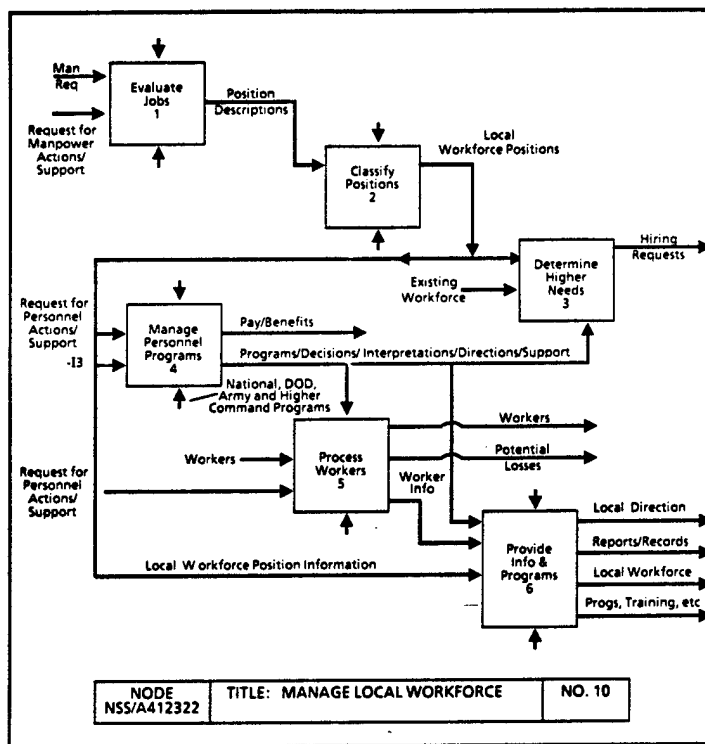 Man
Req
Request for
Manpower
Actions/
Support
Evaluate
Jobs
1
Position
Descriptions
Classify
Positions
2
Local
Workforce Positions
Existing
Workforce
Determine
Higher
Needs
3
Hiring
Requests
Request for
Personnel
Actions/
Support
-I3
Manage
Personnel
Programs
4
Pay/Benefits
Programs/Decisions/ Interpretations/Directions/Support
National, DOD,
Army and Higher
Command Programs
Workers
Process
Workers
5
Workers
Potential
Losses
Worker
Info
Request for
Personnel
Actions/
Support
Local Workforce Position Information
Provide
Info &
Programs
6
Local Direction
Reports/Records
Local Workforce
Progs, Training, etc
NODE
NSS/A412322
TITLE: MANAGE LOCAL WORKFORCE
NO. 10